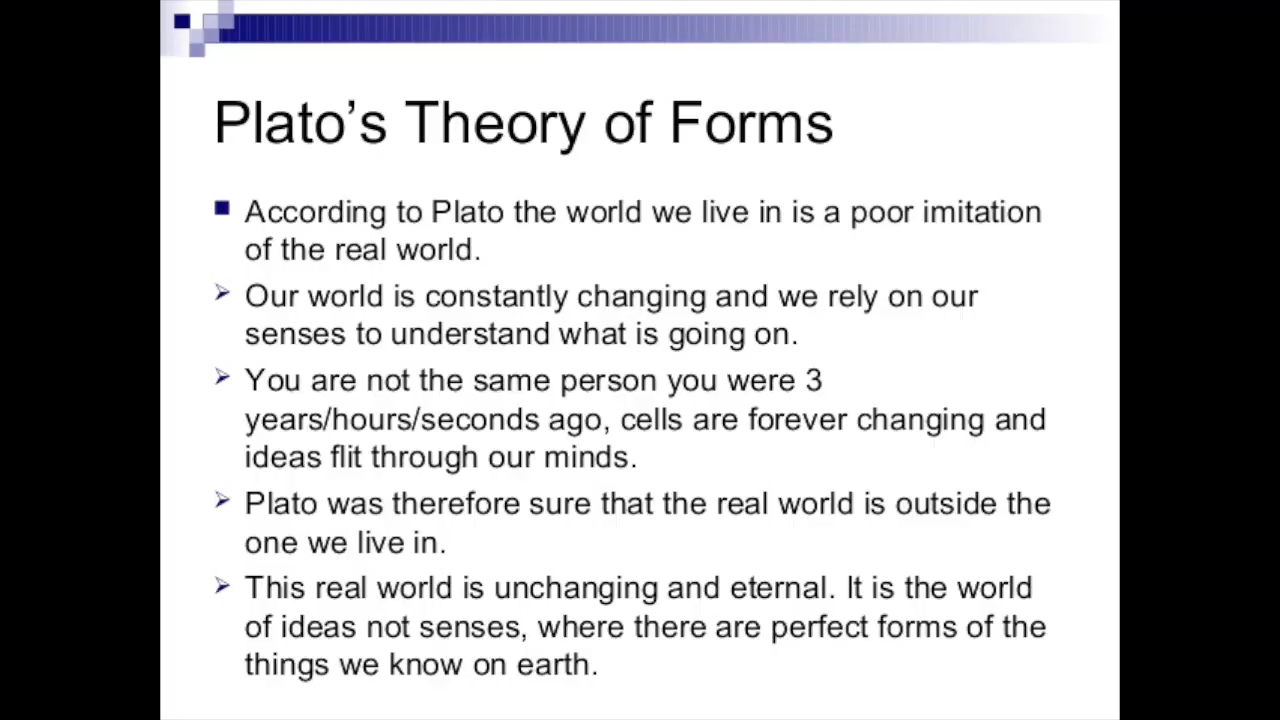 Plato’s Theory of Forms
According to Plato the world we live in is a poor imitation
of the real world.
Our world is constantly changing and we rely on our
senses to understand what is going on.
You are not the same person you were 3
years/hours/seconds ago, cells are forever changing and
ideas flit through our minds.
Plato was therefore sure that the real world is outside the
one we live in.
This real world is unchanging and eternal. It is the world
of ideas not senses, where there are perfect forms of the
things we know on earth.